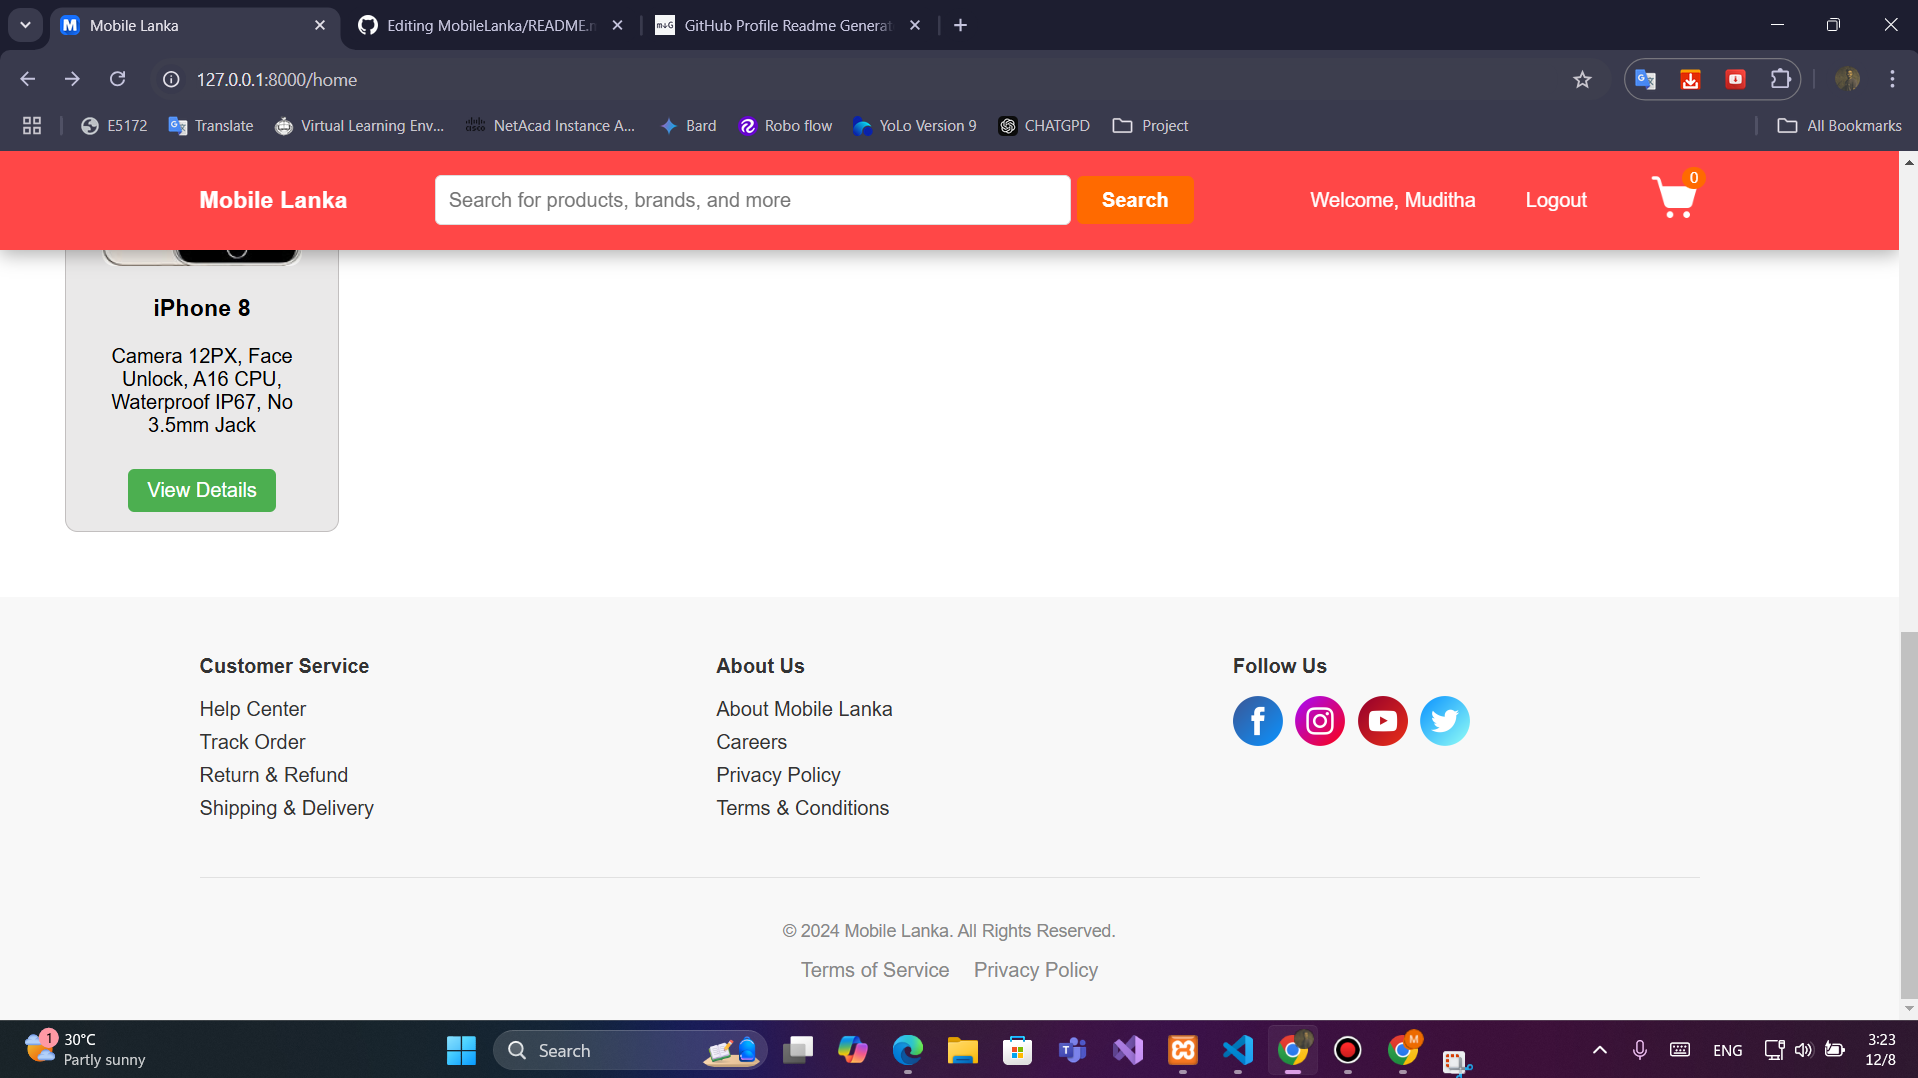 Mobile Lanka
Editing MobileLanka/README.m
GitHub Profile Readme Generat
127.0.0.1:8000/home
E5172
Translate
Virtual Learning Env...
NetAcad Instance A...
Bard
Robo flow
YoLo Version 9
CHATGPD
Project
All Bookmarks
Mobile Lanka
Search for products, brands, and more
Search
Welcome, Muditha
Logout
0
iPhone 8
Camera 12PX, Face
Unlock, A16 CPU,
Waterproof IP67, No
3.5mm Jack
View Details
Customer Service
Help Center
Track Order
Return & Refund
Shipping & Delivery
About Us
About Mobile Lanka
Careers
Privacy Policy
Terms & Conditions
Follow Us
© 2024 Mobile Lanka. All Rights Reserved.
Terms of Service Privacy Policy
1
30°C
Partly sunny
Search
M
ENG
3:23
12/8